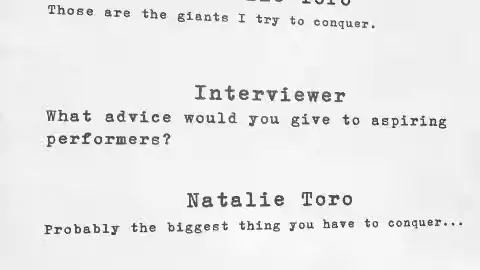 Those are the giants I try to conquer.
Interviewer
What advice would you give to aspiring
performers?
Natalie Toro
Probably the biggest thing you have to conquer...